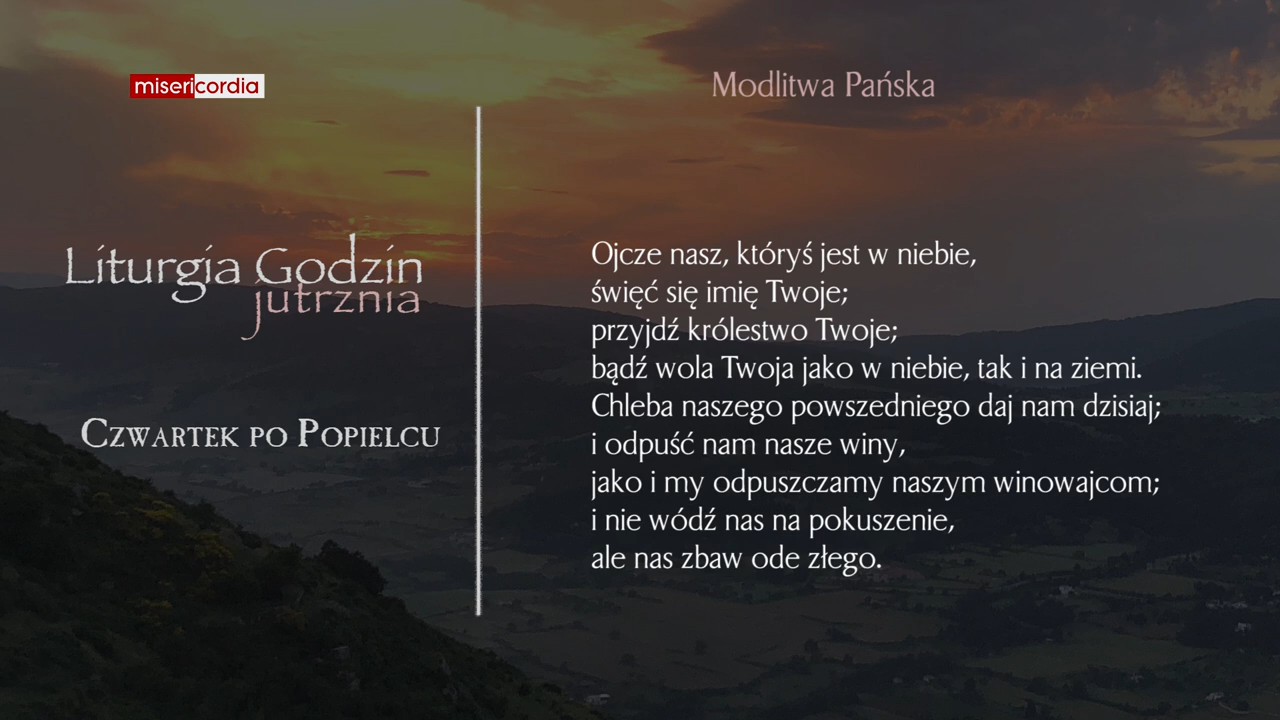 misericordia
Liturgia Godzin
jutrznia
Czwartek po Popielcu
Modlitwa Pańska
Ojcze nasz, któryś jest w niebie,
święć się imię Twoje;
przyjdź królestwo Twoje;
bądź wola Twoja jako w niebie, tak i na ziemi.
Chleba naszego powszedniego daj nam dzisiaj;
i odpuść nam nasze winy,
jako i my odpuszczamy naszym winowajcom;
i nie wódź nas na pokuszenie,
ale nas zbaw ode złego.